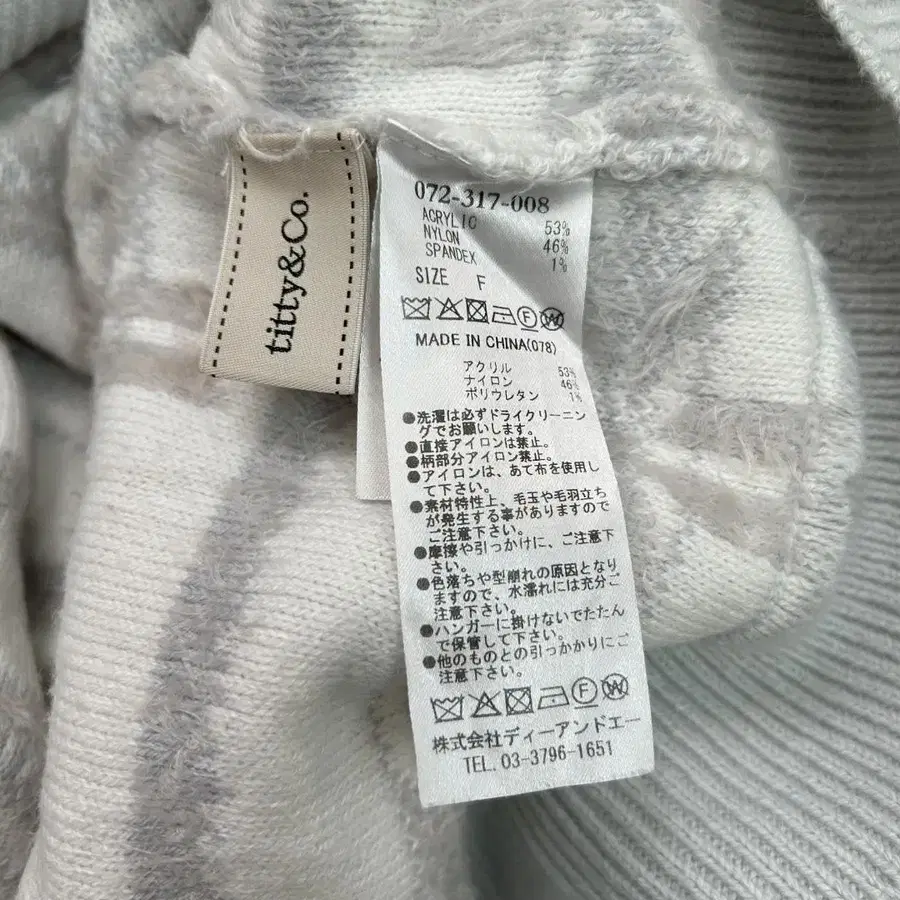 titty&Co.
072-317-008
ACRYLIC 53%
NYLON 46%
SPANDEX 1%
SIZE F
MADE IN CHINA(078)
アクリル 53%
ナイロン 46%
ポリウレタン 1%
●洗濯は必ずドライクリーニン
グでお願いします。
●直接アイロンは禁止。
●柄部分アイロン禁止。
●アイロンは、あて布を使用し
て下さい。
●素材特性上、毛玉や毛羽立ち
が発生する事がありますので
ご注意下さい。
●摩擦や引っかけに、ご注意下
さい。
●色落ちや型崩れの原因となり
ますので、水濡れには充分ご
注意下さい。
●ハンガーに掛けないでたたん
で保管して下さい。
●他のものとの引っかかりにご
注意下さい。
株式会社ディーアンドエー
TEL. 03-3796-1651